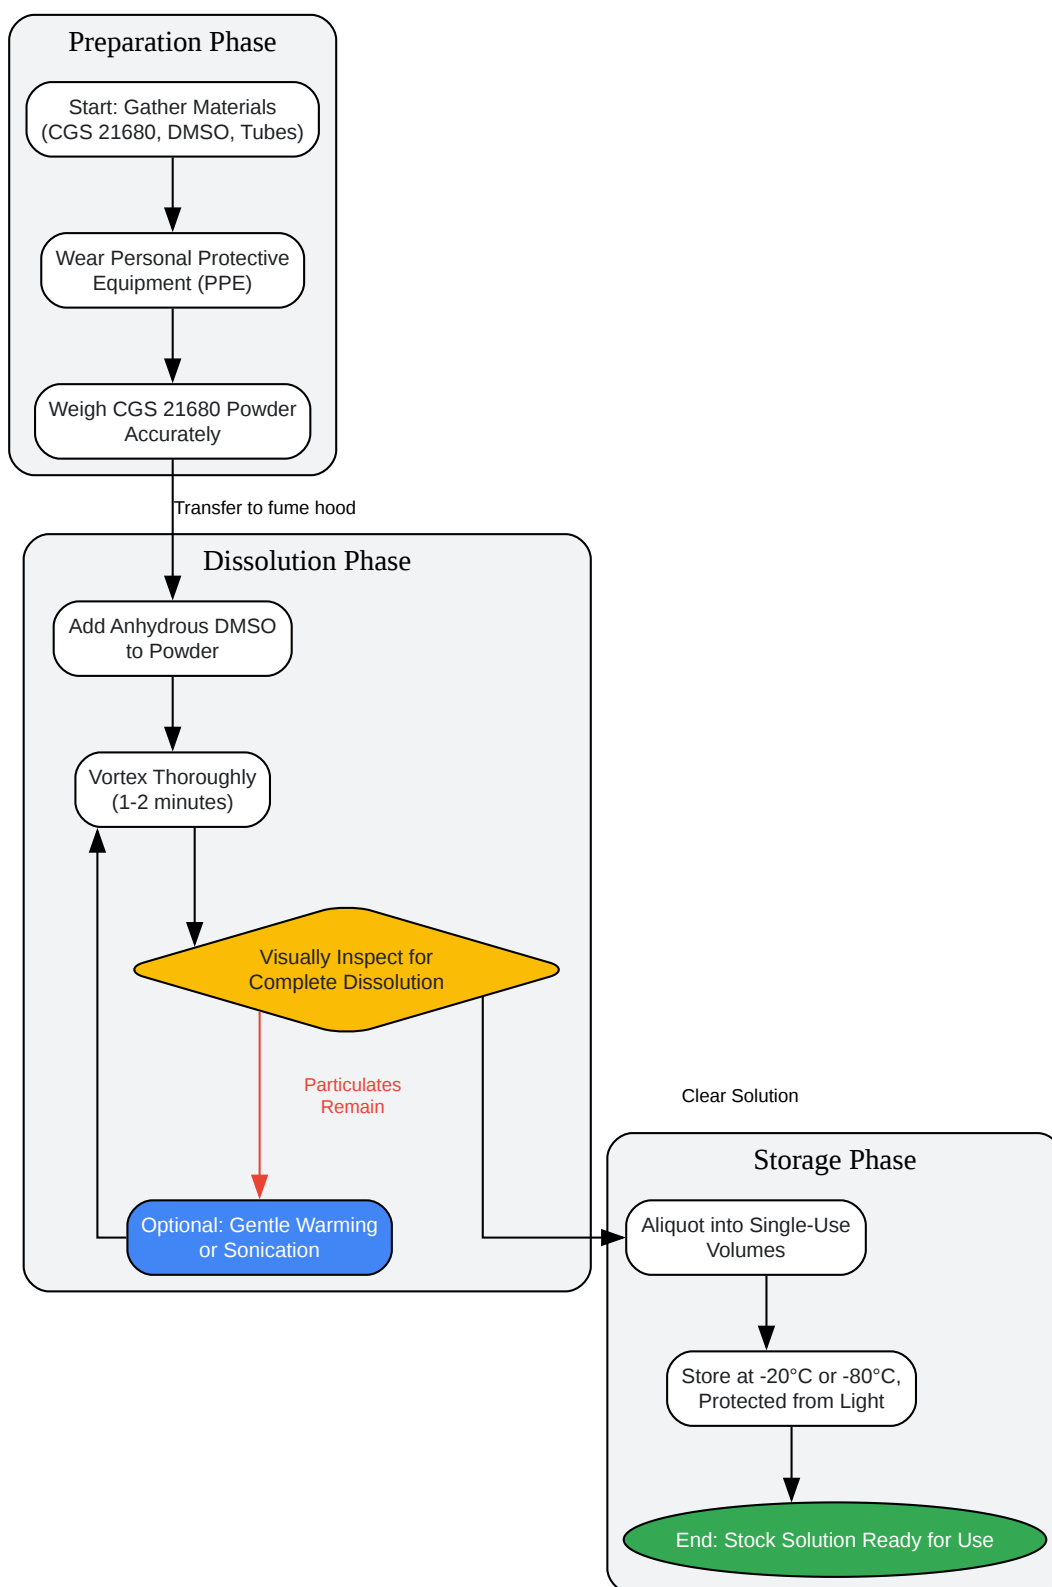 Preparation Phase
Start: Gather Materials
(CGS 21680, DMSO, Tubes)
Wear Personal Protective
Equipment (PPE)
Weigh CGS 21680 Powder
Accurately
Transfer to fume hood
Dissolution Phase
Add Anhydrous DMSO
to Powder
Vortex Thoroughly
(1-2 minutes)
Visually Inspect for
Complete Dissolution
Particulates
Remain
Clear Solution
Optional: Gentle Warming
or Sonication
Storage Phase
Aliquot into Single-Use
Volumes
Store at -20°C or -80°C,
Protected from Light
End: Stock Solution Ready for Use